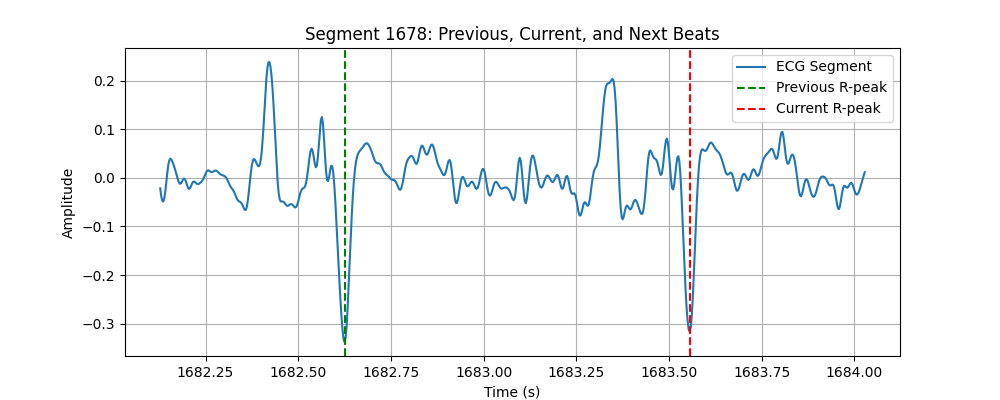 Segment 1678: Previous, Current, and Next Beats
ECG Segment
Previous R-peak
Current R-peak
Amplitude
0.2
0.1
0.0
−0.1
−0.2
−0.3
1682.25 1682.50 1682.75 1683.00 1683.25 1683.50 1683.75 1684.00
Time (s)